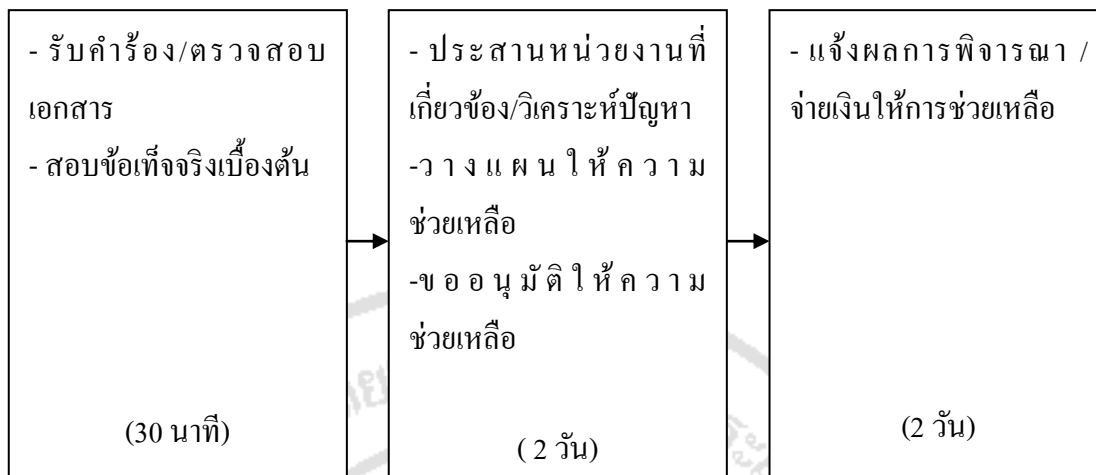 - รับคำร้อง/ตรวจสอบ
เอกสาร
- สอบข้อเท็จจริงเบื้องต้น
(30 นาที)
- ประสานหน่วยงานที่
เกี่ยวข้อง/วิเคราะห์ปัญหา
-วางแผนให้ความ
ช่วยเหลือ
-ขออนุมัติให้ความ
ช่วยเหลือ
( 2 วัน)
- แจ้งผลการพิจารณา /
จ่ายเงินให้การช่วยเหลือ
(2 วัน)